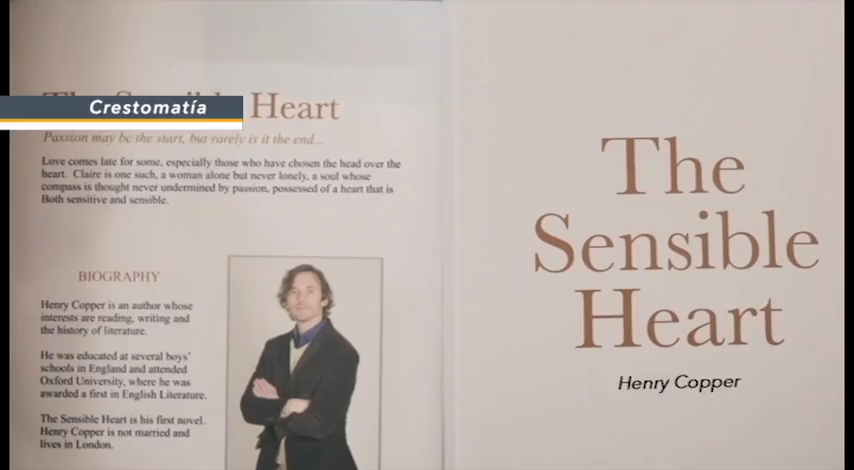 Crestomatía
The Sensible Heart
Passion may be the start, but rarely is it the end...
Love comes late for some, especially those who have chosen the head over the
heart. Claire is one such, a woman alone but never lonely, a soul whose
compass is thought never undermined by passion, possessed of a heart that is
Both sensitive and sensible.
BIOGRAPHY
Henry Copper is an author whose
interests are reading, writing and
the history of literature.
He was educated at several boys'
schools in England and attended
Oxford University, where he was
awarded a first in English Literature.
The Sensible Heart is his first novel.
Henry Copper is not married and
lives in London.
The
Sensible
Heart
Henry Copper